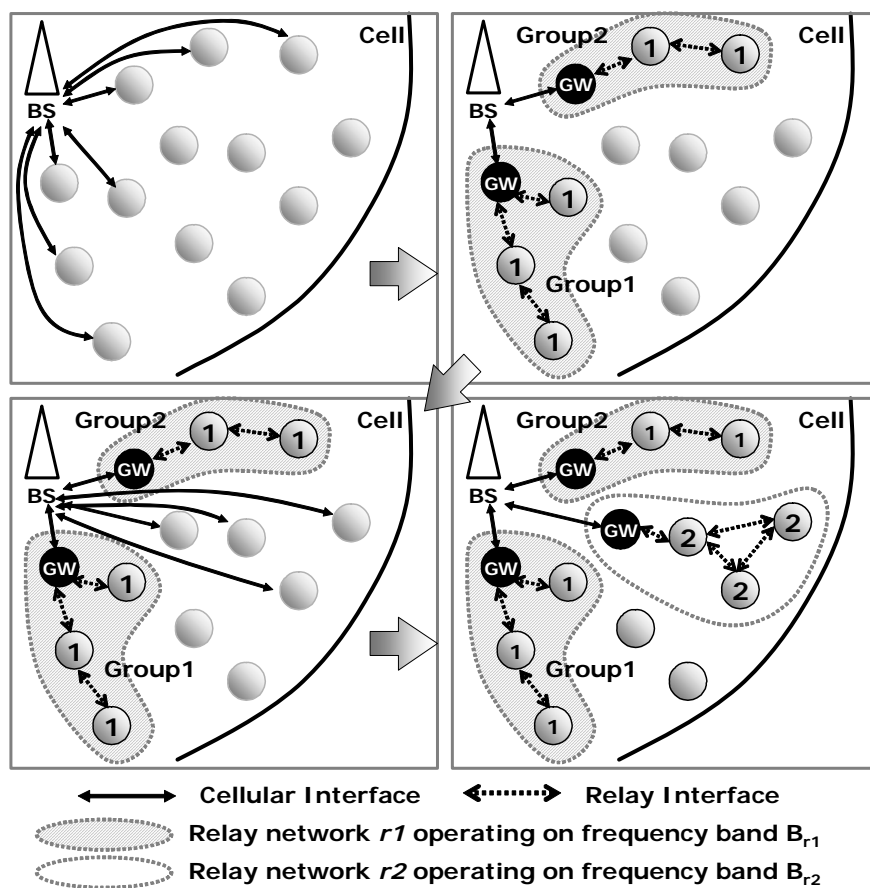 Cell
BS
Group2
Cell
1
1
GW
BS
GW
1
1
Group1
1
Group2
Cell
1
1
GW
BS
GW
1
1
Group1
1
Group2
Cell
1
1
GW
BS
GW
2
2
GW
1
2
1
Group1
1
Cellular Interface
Relay Interface
Relay network r1 operating on frequency band Br1
Relay network r2 operating on frequency band Br2